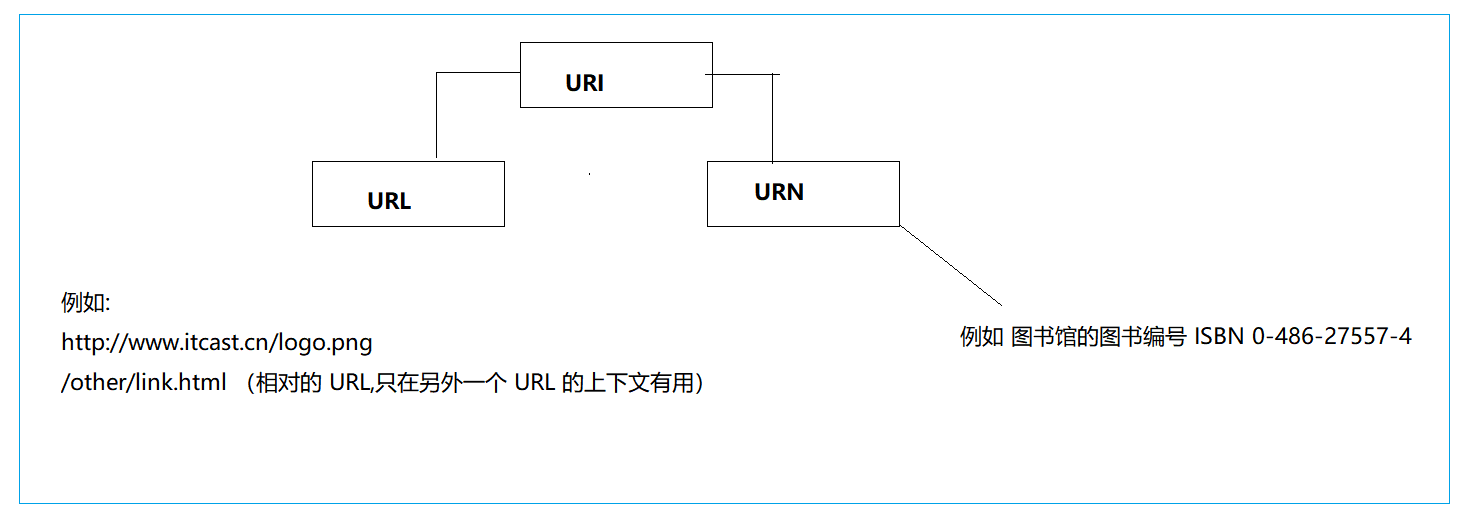 URI
URL
URN
例如:
http://www.itcast.cn/logo.png
/other/link.html （相对的 URL,只在另外一个 URL 的上下文有用）
例如 图书馆的图书编号 ISBN 0-486-27557-4